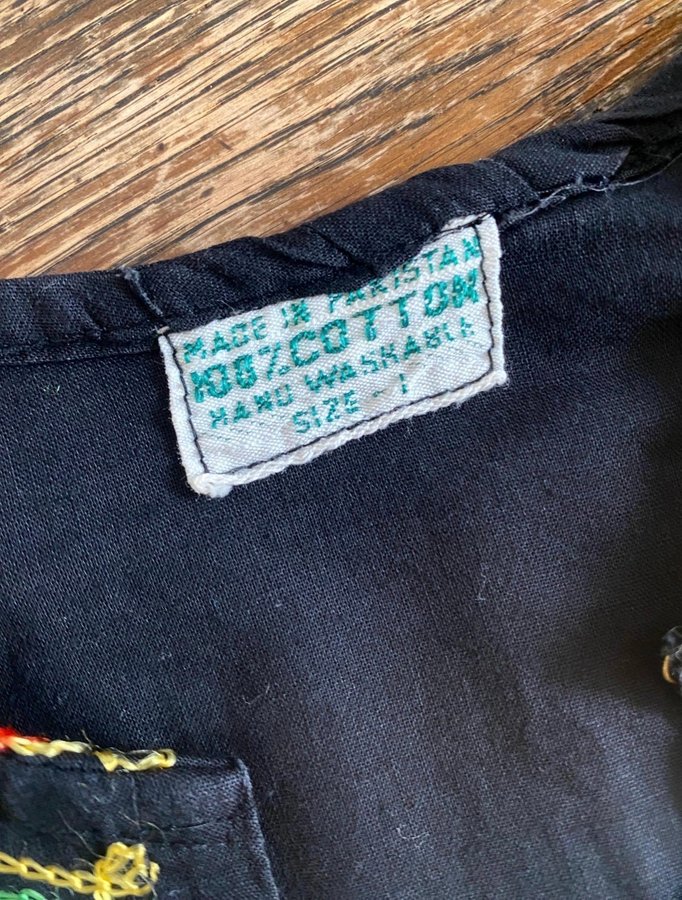 MADE IN PAKISTAN
100% COTTON
HAND WASHABLE
SIZE - 1